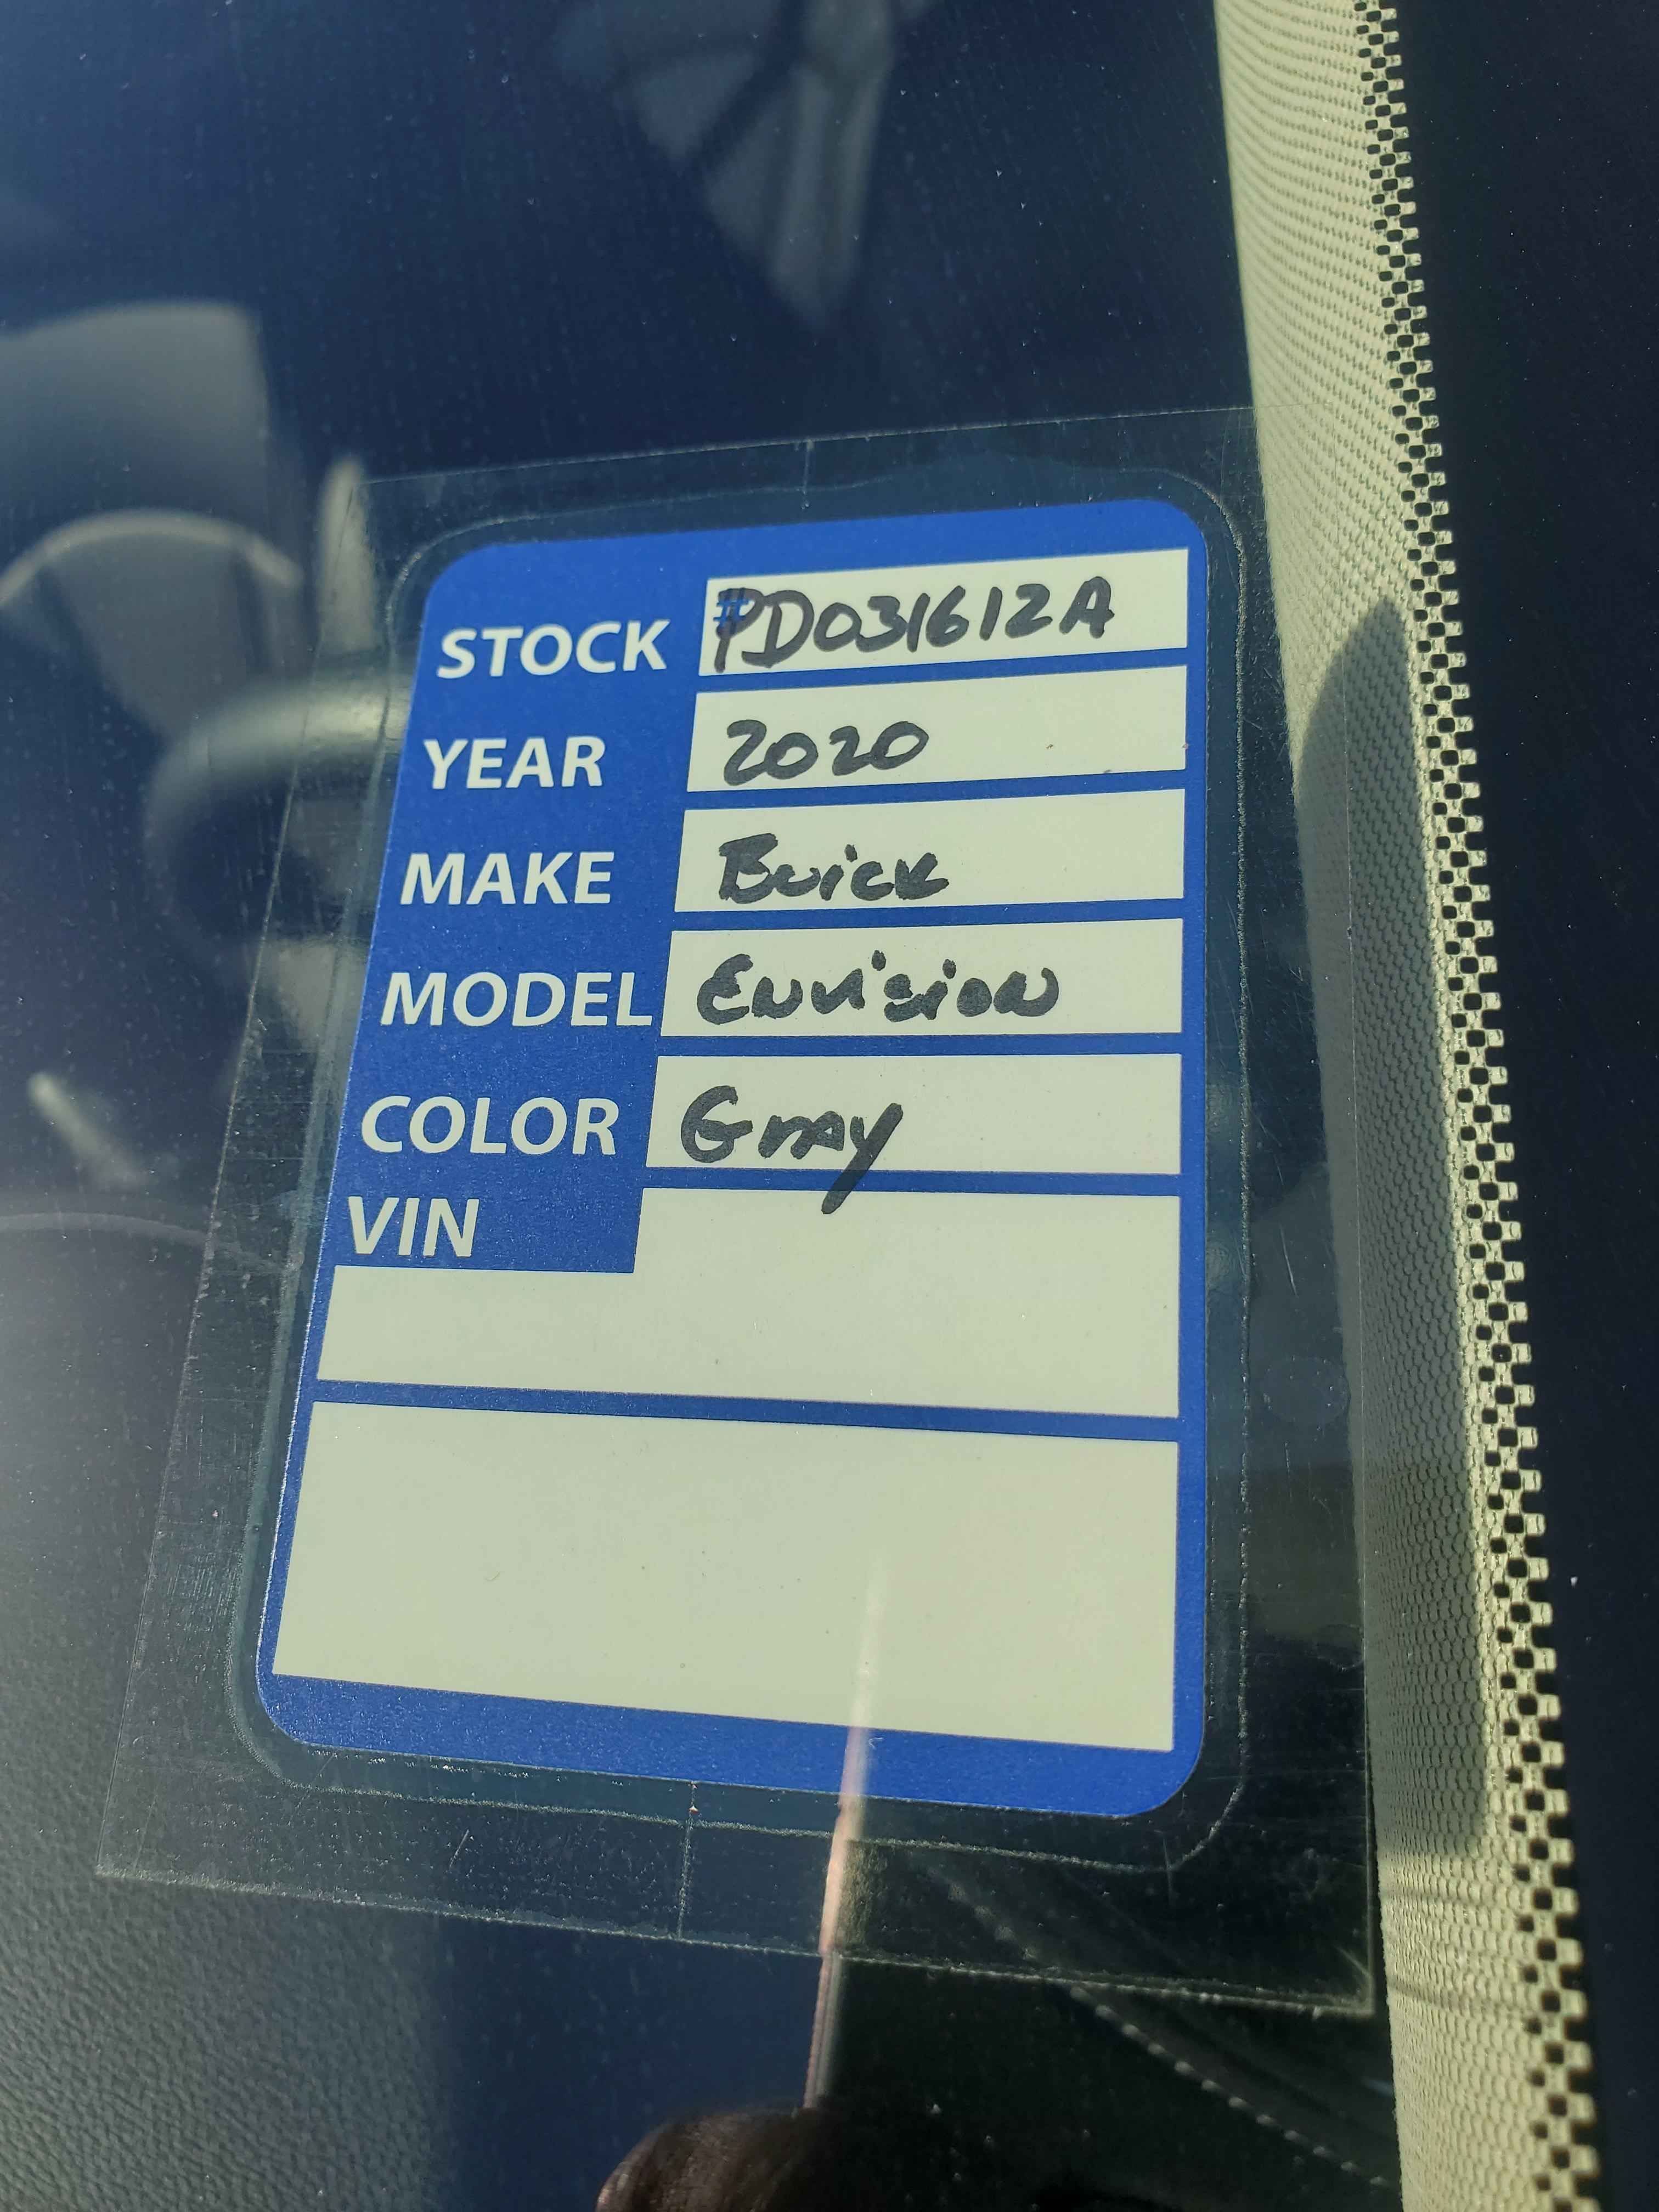 STOCK #PD031612A
YEAR 2020
MAKE Buick
MODEL Envision
COLOR Gray
VIN